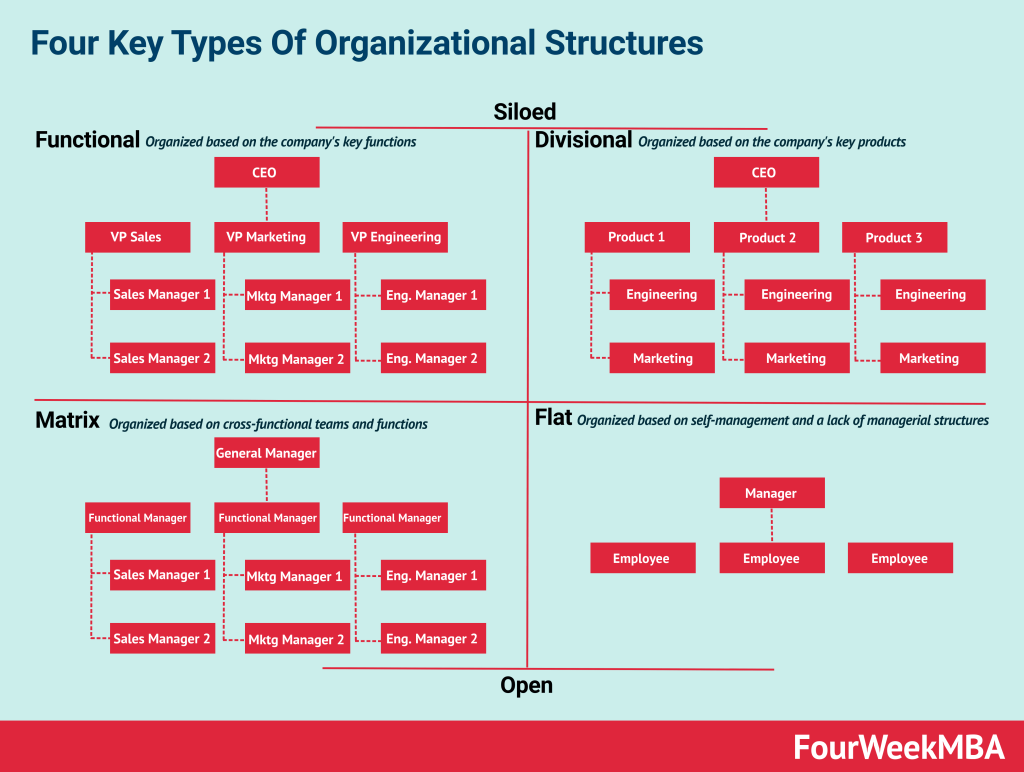 Four Key Types Of Organizational Structures
Siloed
Functional Organized based on the company's key functions
CEO
VP Sales
VP Marketing
VP Engineering
Sales Manager 1
Mktg Manager 1
Eng. Manager 1
Sales Manager 2
Mktg Manager 2
Eng. Manager 2
Divisional Organized based on the company's key products
CEO
Product 1
Product 2
Product 3
Engineering
Engineering
Engineering
Marketing
Marketing
Marketing
Matrix Organized based on cross-functional teams and functions
General Manager
Functional Manager
Functional Manager
Functional Manager
Sales Manager 1
Mktg Manager 1
Eng. Manager 1
Sales Manager 2
Mktg Manager 2
Eng. Manager 2
Flat Organized based on self-management and a lack of managerial structures
Manager
Employee
Employee
Employee
Open
FourWeekMBA